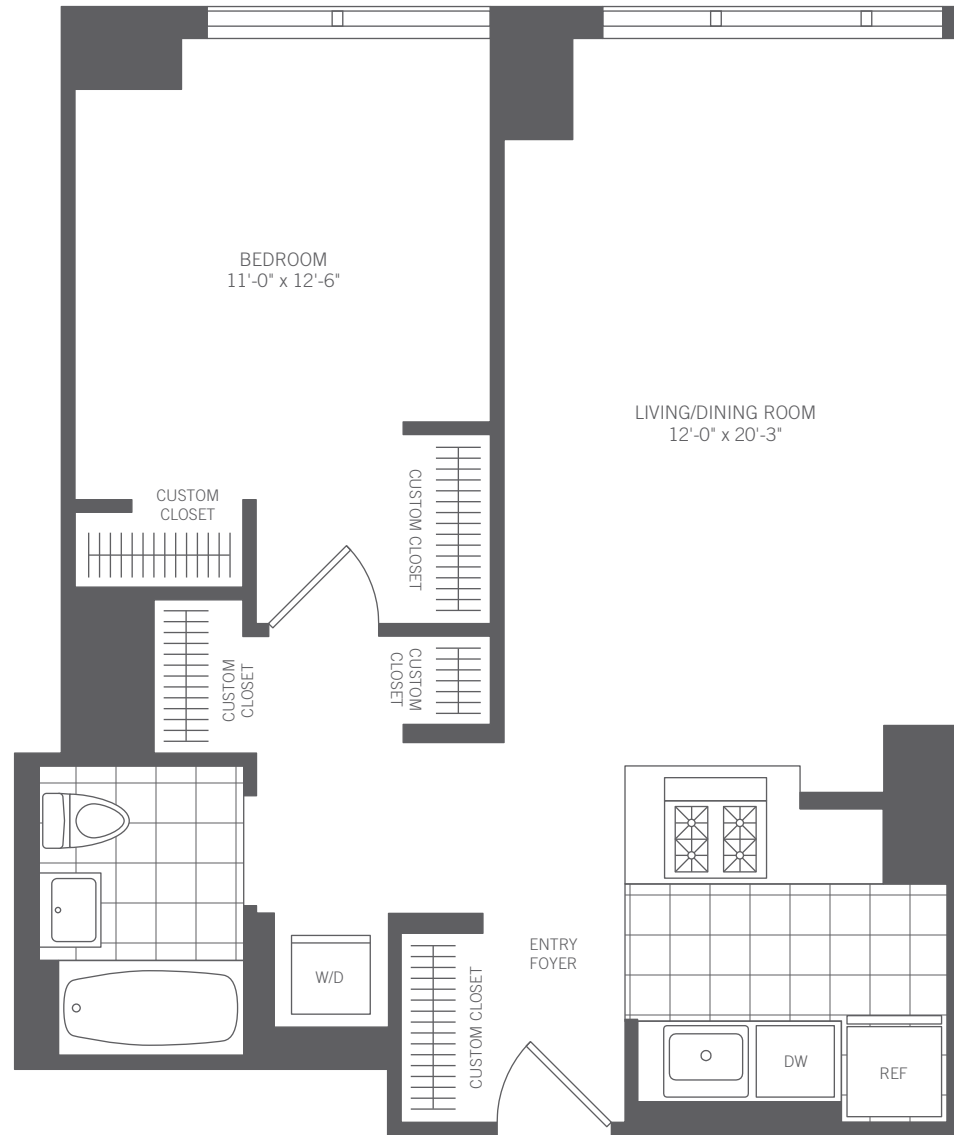 BEDROOM
11'-0" x 12'-6"
LIVING/DINING ROOM
12'-0" x 20'-3"
CUSTOM
CLOSET
CUSTOM CLOSET
CUSTOM
CLOSET
CUSTOM
CLOSET
ENTRY
FOYER
W/D
CUSTOM CLOSET
DW
REF